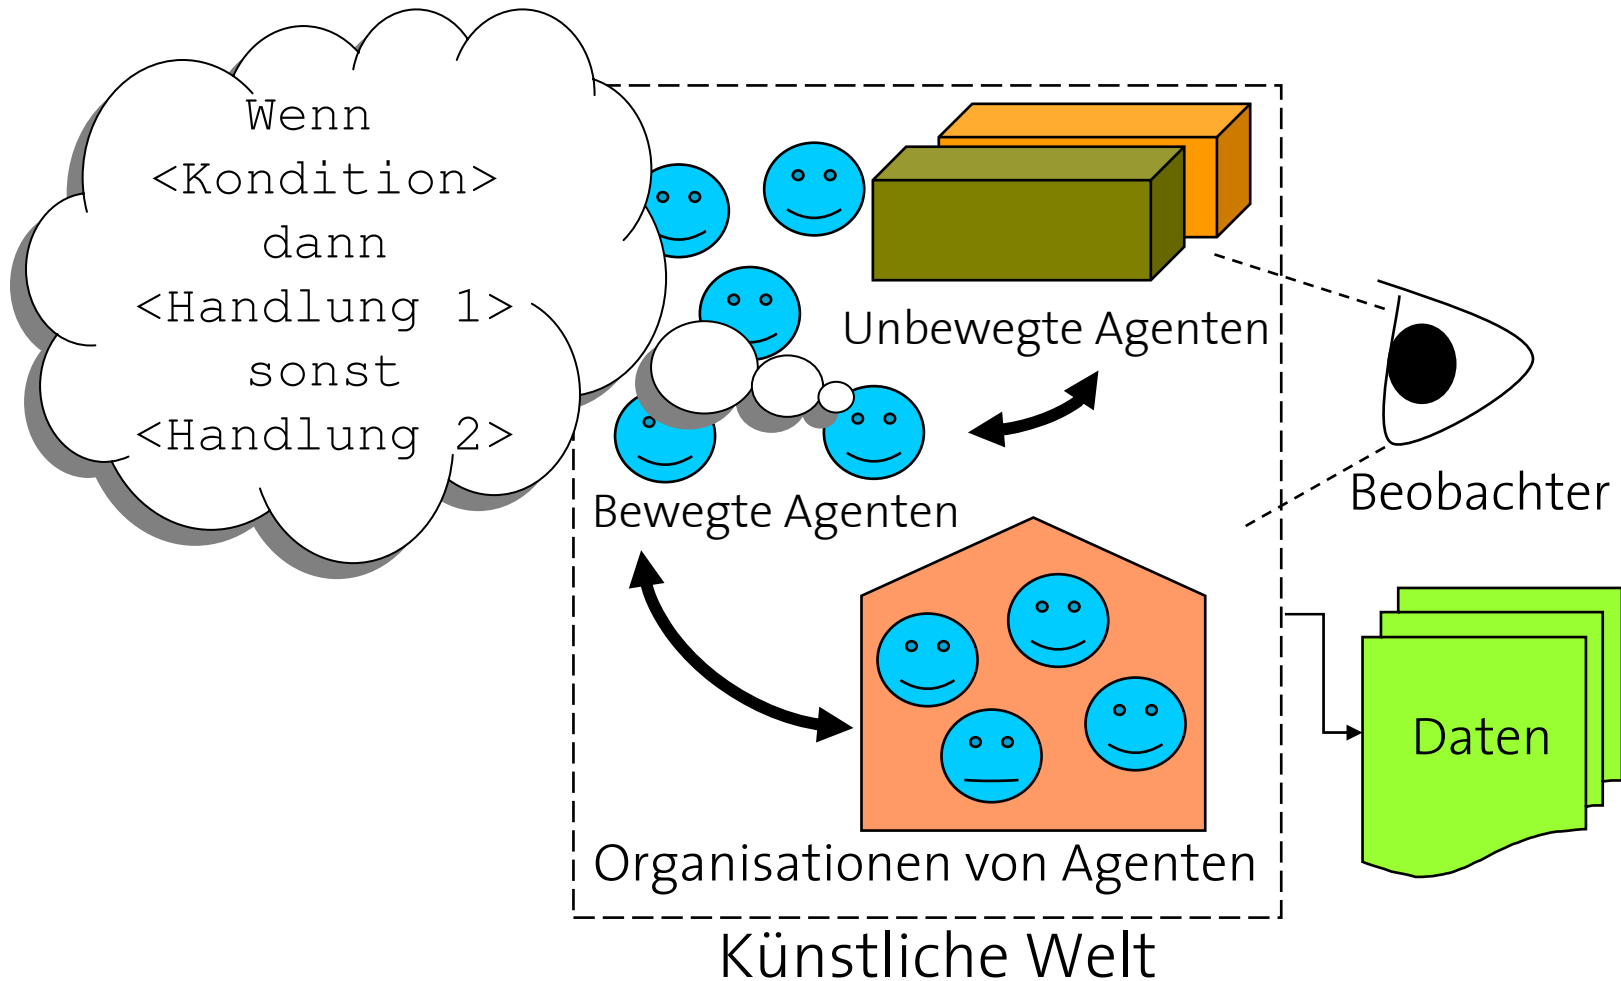 Wenn
<Kondition>
dann
<Handlung 1>
sonst
<Handlung 2>
Unbewegte Agenten
Bewegte Agenten
Beobachter
Daten
Organisationen von Agenten
Künstliche Welt